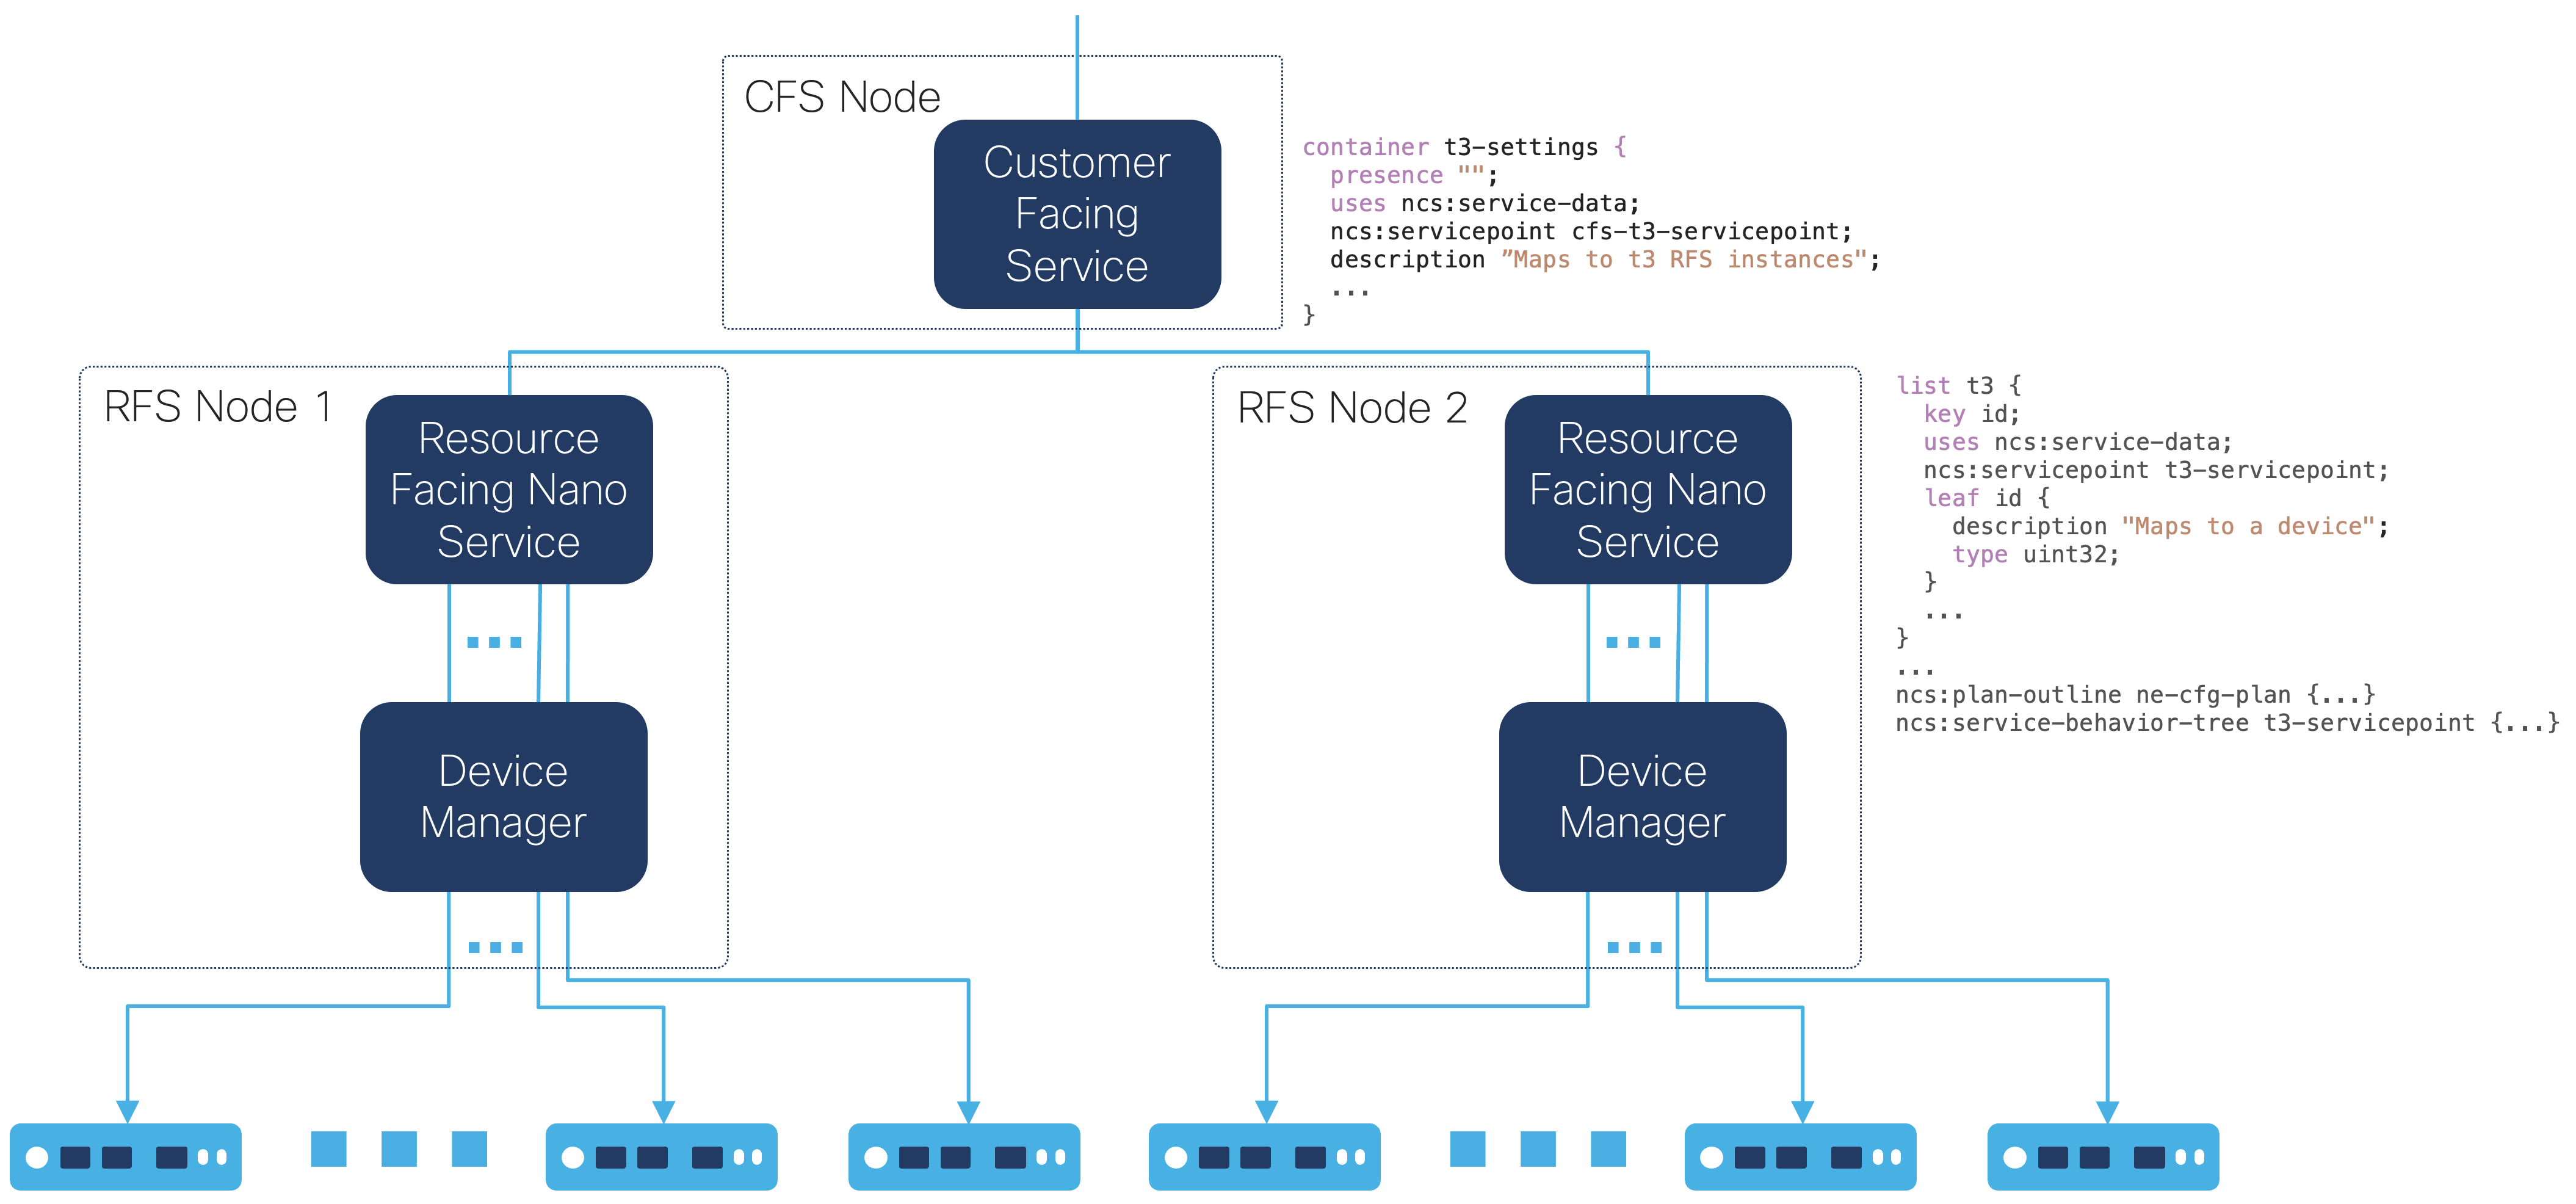 CFS Node
Customer
Facing
Service
container t3-settings {
  presence "";
  uses ncs:service-data;
  ncs:servicepoint cfs-t3-servicepoint;
  description ”Maps to t3 RFS instances";
  ...
}
RFS Node 1
Resource
Facing Nano
Service
Device
Manager
RFS Node 2
Resource
Facing Nano
Service
Device
Manager
list t3 {
  key id;
  uses ncs:service-data;
  ncs:servicepoint t3-servicepoint;
  leaf id {
    description "Maps to a device";
    type uint32;
  }
  ...
}
...
ncs:plan-outline ne-cfg-plan {...}
ncs:service-behavior-tree t3-servicepoint {...}